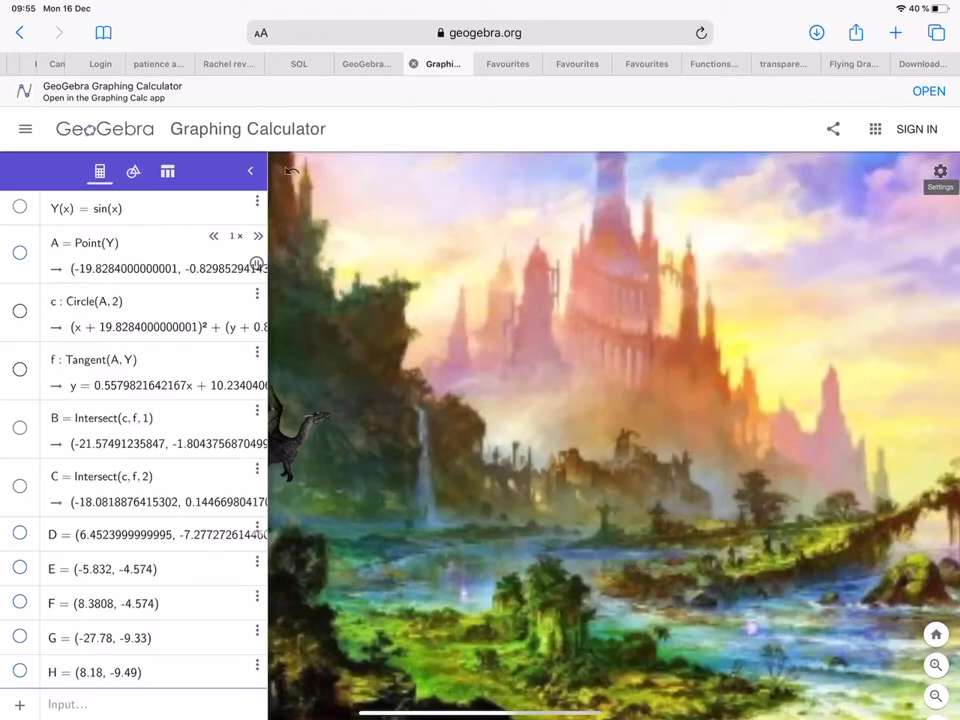 09:55 Mon 16 Dec
40 %
AA
geogebra.org
Can
Login
patience a...
Rachel rev...
SOL
GeoGebra...
Graphi...
Favourites
Favourites
Favourites
Functions...
transpare...
Flying Dra...
Download...
GeoGebra Graphing Calculator
Open in the Graphing Calc app
OPEN
GeoGebra Graphing Calculator
SIGN IN
Settings
Y(x) = sin(x)
A = Point(Y)
1 ×
→ (-19.8284000000001, -0.82985294143
c : Circle(A, 2)
→ (x + 19.8284000000001)² + (y + 0.8
f : Tangent(A, Y)
→ y = 0.5579821642167x + 10.2340406
B = Intersect(c, f, 1)
→ (-21.57491235847, -1.8043756870499
C = Intersect(c, f, 2)
→ (-18.0818876415302, 0.144669804170
D = (6.4523999999995, -7.277272614460
E = (-5.832, -4.574)
F = (8.3808, -4.574)
G = (-27.78, -9.33)
H = (8.18, -9.49)
Input...